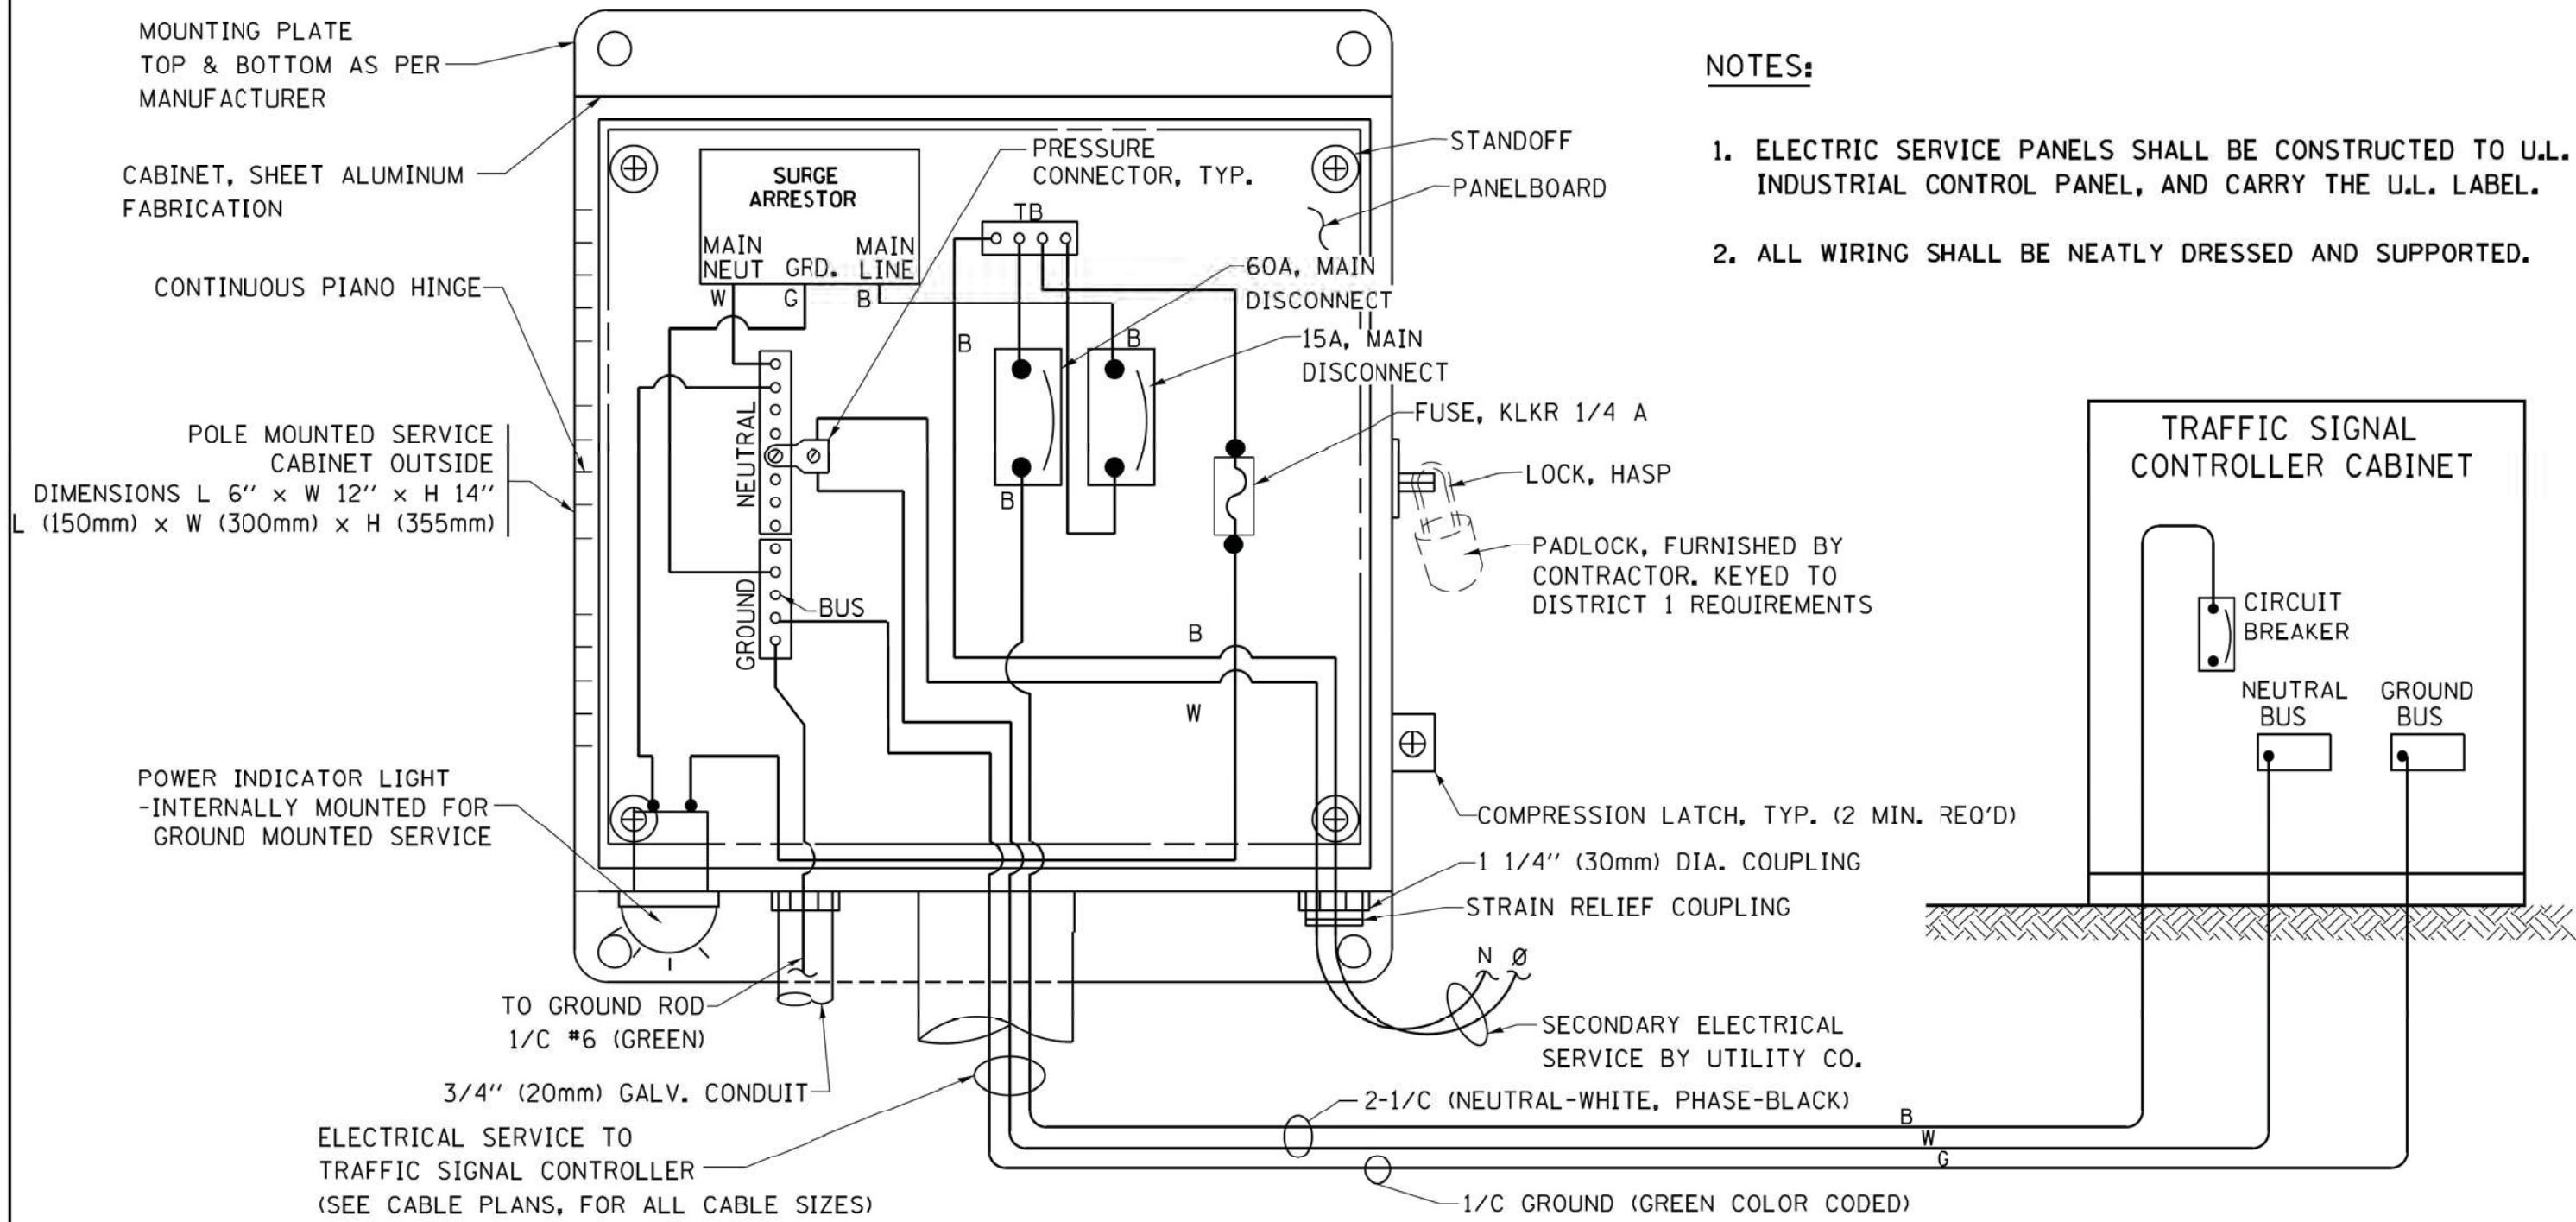 MOUNTING PLATE
TOP & BOTTOM AS PER
MANUFACTURER
CABINET, SHEET ALUMINUM
FABRICATION
CONTINUOUS PIANO HINGE
POLE MOUNTED SERVICE
CABINET OUTSIDE
DIMENSIONS L 6'' x W 12'' x H 14''
L (150mm) x W (300mm) x H (355mm)
POWER INDICATOR LIGHT
-INTERNALLY MOUNTED FOR
GROUND MOUNTED SERVICE
SURGE
ARRESTOR
MAIN
NEUT
GRD.
MAIN
LINE
W
G
B
PRESSURE
CONNECTOR, TYP.
TB
STANDOFF
PANELBOARD
60A, MAIN
DISCONNECT
15A, MAIN
DISCONNECT
B
B
B
NEUTRAL
GROUND
BUS
FUSE, KLKR 1/4 A
LOCK, HASP
PADLOCK, FURNISHED BY
CONTRACTOR. KEYED TO
DISTRICT 1 REQUIREMENTS
B
W
COMPRESSION LATCH, TYP. (2 MIN. REQ'D)
1 1/4'' (30mm) DIA. COUPLING
STRAIN RELIEF COUPLING
N Ø
SECONDARY ELECTRICAL
SERVICE BY UTILITY CO.
TO GROUND ROD
1/C #6 (GREEN)
3/4'' (20mm) GALV. CONDUIT
ELECTRICAL SERVICE TO
TRAFFIC SIGNAL CONTROLLER
(SEE CABLE PLANS, FOR ALL CABLE SIZES)
2-1/C (NEUTRAL-WHITE, PHASE-BLACK)
B
W
G
1/C GROUND (GREEN COLOR CODED)
NOTES:
1. ELECTRIC SERVICE PANELS SHALL BE CONSTRUCTED TO U.L.
INDUSTRIAL CONTROL PANEL, AND CARRY THE U.L. LABEL.
2. ALL WIRING SHALL BE NEATLY DRESSED AND SUPPORTED.
TRAFFIC SIGNAL
CONTROLLER CABINET
CIRCUIT
BREAKER
NEUTRAL
BUS
GROUND
BUS